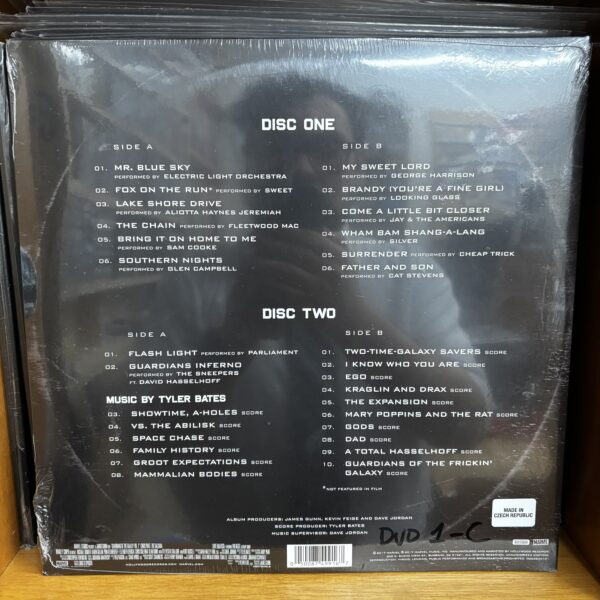 DISC ONE
SIDE A
01. MR. BLUE SKY
PERFORMED BY ELECTRIC LIGHT ORCHESTRA
02. FOX ON THE RUN* PERFORMED BY SWEET
03. LAKE SHORE DRIVE
PERFORMED BY ALIOTTA HAYNES JEREMIAH
04. THE CHAIN PERFORMED BY FLEETWOOD MAC
05. BRING IT ON HOME TO ME
PERFORMED BY SAM COOKE
06. SOUTHERN NIGHTS
PERFORMED BY GLEN CAMPBELL
SIDE B
01. MY SWEET LORD
PERFORMED BY GEORGE HARRISON
02. BRANDY (YOU'RE A FINE GIRL)
PERFORMED BY LOOKING GLASS
03. COME A LITTLE BIT CLOSER
PERFORMED BY JAY & THE AMERICANS
04. WHAM BAM SHANG-A-LANG
PERFORMED BY SILVER
05. SURRENDER PERFORMED BY CHEAP TRICK
06. FATHER AND SON
PERFORMED BY CAT STEVENS
DISC TWO
SIDE A
01. FLASH LIGHT PERFORMED BY PARLIAMENT
02. GUARDIANS INFERNO
PERFORMED BY THE SNEEPERS
FT. DAVID HASSELHOFF
MUSIC BY TYLER BATES
03. SHOWTIME, A-HOLES SCORE
04. VS. THE ABILISK SCORE
05. SPACE CHASE SCORE
06. FAMILY HISTORY SCORE
07. GROOT EXPECTATIONS SCORE
08. MAMMALIAN BODIES SCORE
SIDE B
01. TWO-TIME-GALAXY SAVERS SCORE
02. I KNOW WHO YOU ARE SCORE
03. EGO SCORE
04. KRAGLIN AND DRAX SCORE
05. THE EXPANSION SCORE
06. MARY POPPINS AND THE RAT SCORE
07. GODS SCORE
08. DAD SCORE
09. A TOTAL HASSELHOFF SCORE
10. GUARDIANS OF THE FRICKIN'
GALAXY SCORE
*NOT FEATURED IN FILM
ALBUM PRODUCERS: JAMES GUNN, KEVIN FEIGE AND DAVE JORDAN
SCORE PRODUCER: TYLER BATES
MUSIC SUPERVISOR: DAVE JORDAN
MADE IN
CZECH REPUBLIC
DVD 1-C